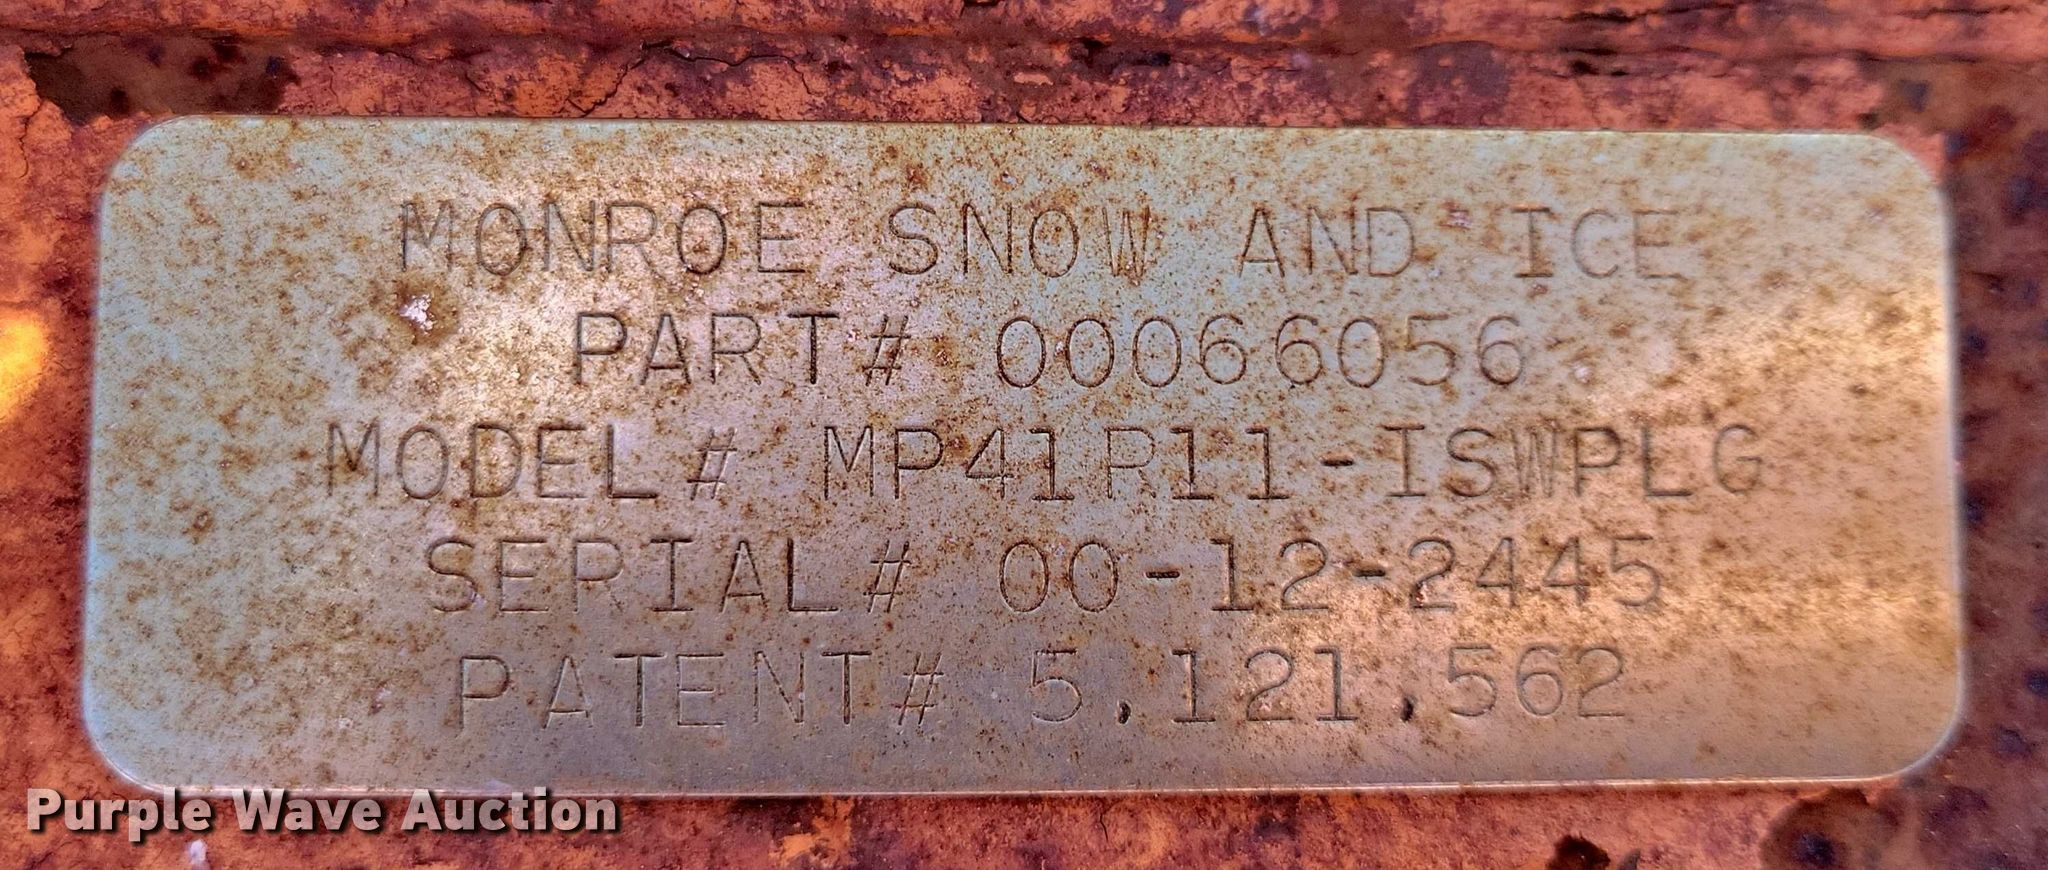 MONROE SNOW AND ICE
PART# 00066056
MODEL# MP41R11-ISWPLG
SERIAL# 00-12-2445
PATENT# 5,121,562
Purple Wave Auction